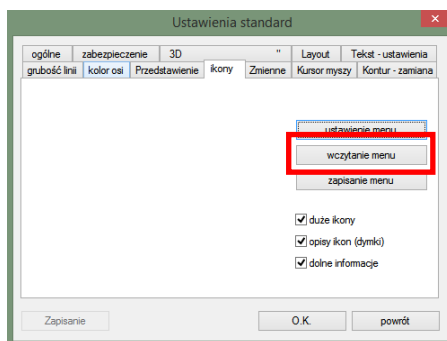 Ustawienia standard
×
ogólne zabezpieczenie 3D " Layout Tekst - ustawienia
grubość linii kolor osi Przedstawienie ikony Zmienne Kursor myszy Kontur - zamiana
ustawienie menu
wczytanie menu
zapisanie menu
duże ikony
opisy ikon (dymki)
dolne informacje
Zapisanie O.K. powrót